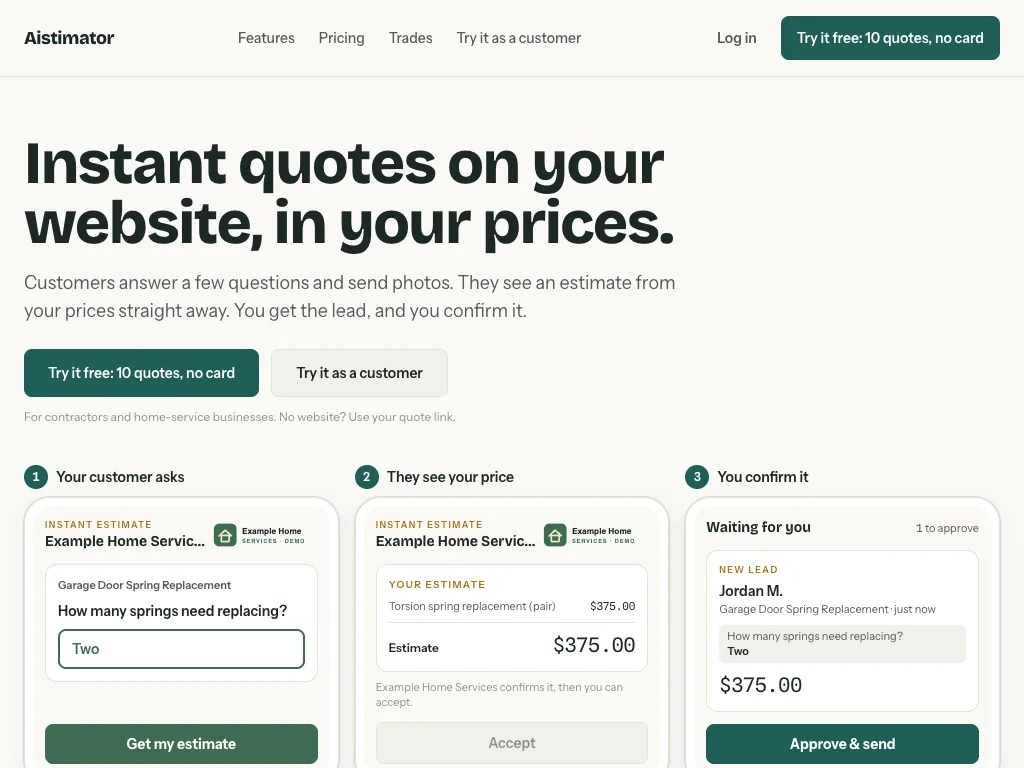 Aistimator
Features
Pricing
Trades
Try it as a customer
Log in
Try it free: 10 quotes, no card
Instant quotes on your
website, in your prices.
Customers answer a few questions and send photos. They see an estimate from
your prices straight away. You get the lead, and you confirm it.
Try it free: 10 quotes, no card
Try it as a customer
For contractors and home-service businesses. No website? Use your quote link.
1 Your customer asks
INSTANT ESTIMATE
Example Home Servic...
Example Home
SERVICES · DEMO
Garage Door Spring Replacement
How many springs need replacing?
Two
Get my estimate
2 They see your price
INSTANT ESTIMATE
Example Home Servic...
Example Home
SERVICES · DEMO
YOUR ESTIMATE
Torsion spring replacement (pair) $375.00
Estimate $375.00
Example Home Services confirms it, then you can
accept.
Accept
3 You confirm it
Waiting for you
1 to approve
NEW LEAD
Jordan M.
Garage Door Spring Replacement · just now
How many springs need replacing?
Two
$375.00
Approve & send